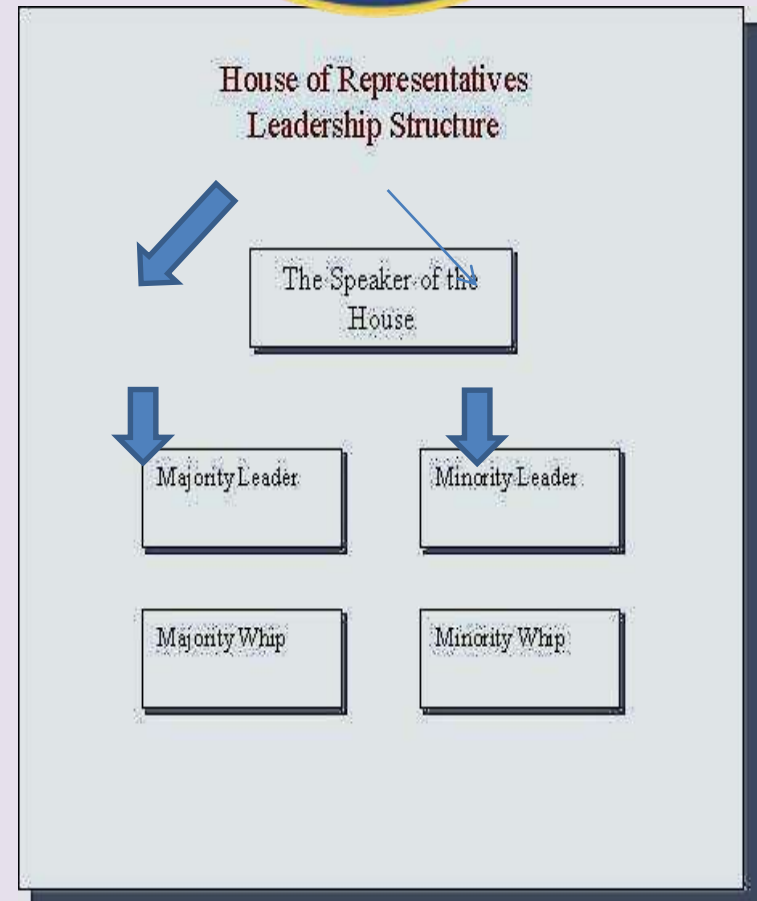 House of Representatives
Leadership Structure
The Speaker of the
House
Majority Leader
Minority Leader
Majority Whip
Minority Whip